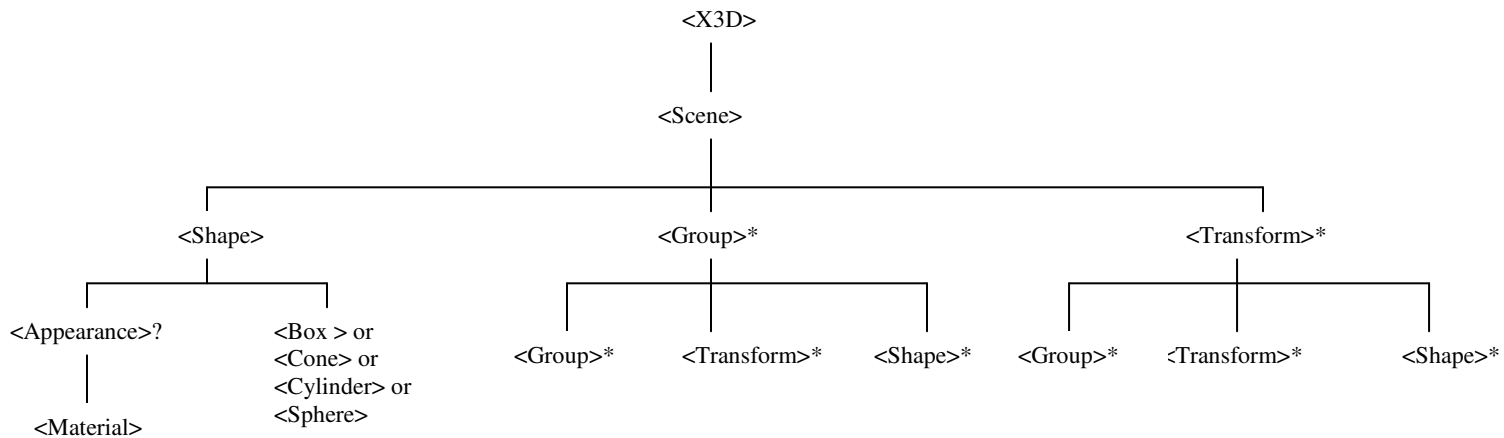 <X3D>
<Scene>
<Shape>
<Group>*
<Transform>*
<Appearance>?
<Box > or
<Cone> or
<Cylinder> or
<Sphere>
<Material>
<Group>*
<Transform>*
<Shape>*
<Group>*
<Transform>*
<Shape>*